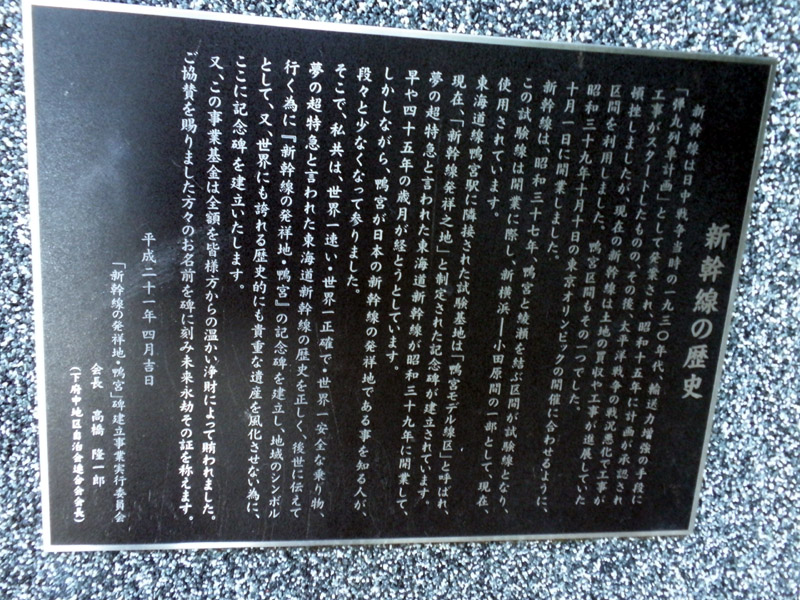 新幹線の歴史
新幹線は日中戦争当時の一九三〇年代、輸送力増強の手段に
「弾丸列車計画」として発案され、昭和十五年に計画が承認され
工事がスタートしたものの、その後、太平洋戦争の戦況悪化で工事が
頓挫しましたが、現在の新幹線は土地の買収や工事が進展していた
区間を利用しました。鴨宮区間もその一つでした。
昭和三十九年十月十日の東京オリンピックの開催に合わせるように、
十月一日に開業しました。
新幹線は、昭和三十七年、鴨宮と綾瀬を結ぶ区間が試験線となり、
この試験線は開業に際し、新横浜―小田原間の一部として、現在、
使用されています。
東海道線鴨宮駅に隣接された試験基地は「鴨宮モデル線区」と呼ばれ、
現在、「新幹線発祥之地」と制定された記念碑が建立されています。
夢の超特急と言われた東海道新幹線が昭和三十九年に開業して、
早や四十五年の歳月が経とうとしています。
しかしながら、鴨宮が日本の新幹線の発祥地である事を知る人が、
段々と少なくなって参りました。
そこで、私共は、世界一速い・世界一正確で・世界一安全な乗り物、
夢の超特急と言われた東海道新幹線の歴史を正しく、後世に伝えて
行く為に『新幹線の発祥地・鴨宮』の記念碑を建立し、地域のシンボル
として、又、世界にも誇れる歴史的にも貴重な遺産を風化させない為に、
ここに記念碑を建立いたします。
又、この事業基金は全額を皆様方からの温かい浄財によって賄われました。
ご協賛を賜りました方々のお名前を碑に刻み未来永劫その証を称えます。
平成二十一年四月吉日
「新幹線の発祥地・鴨宮」碑建立事業実行委員会
会長 高橋 隆一郎
(下府中地区自治会連合会会長)